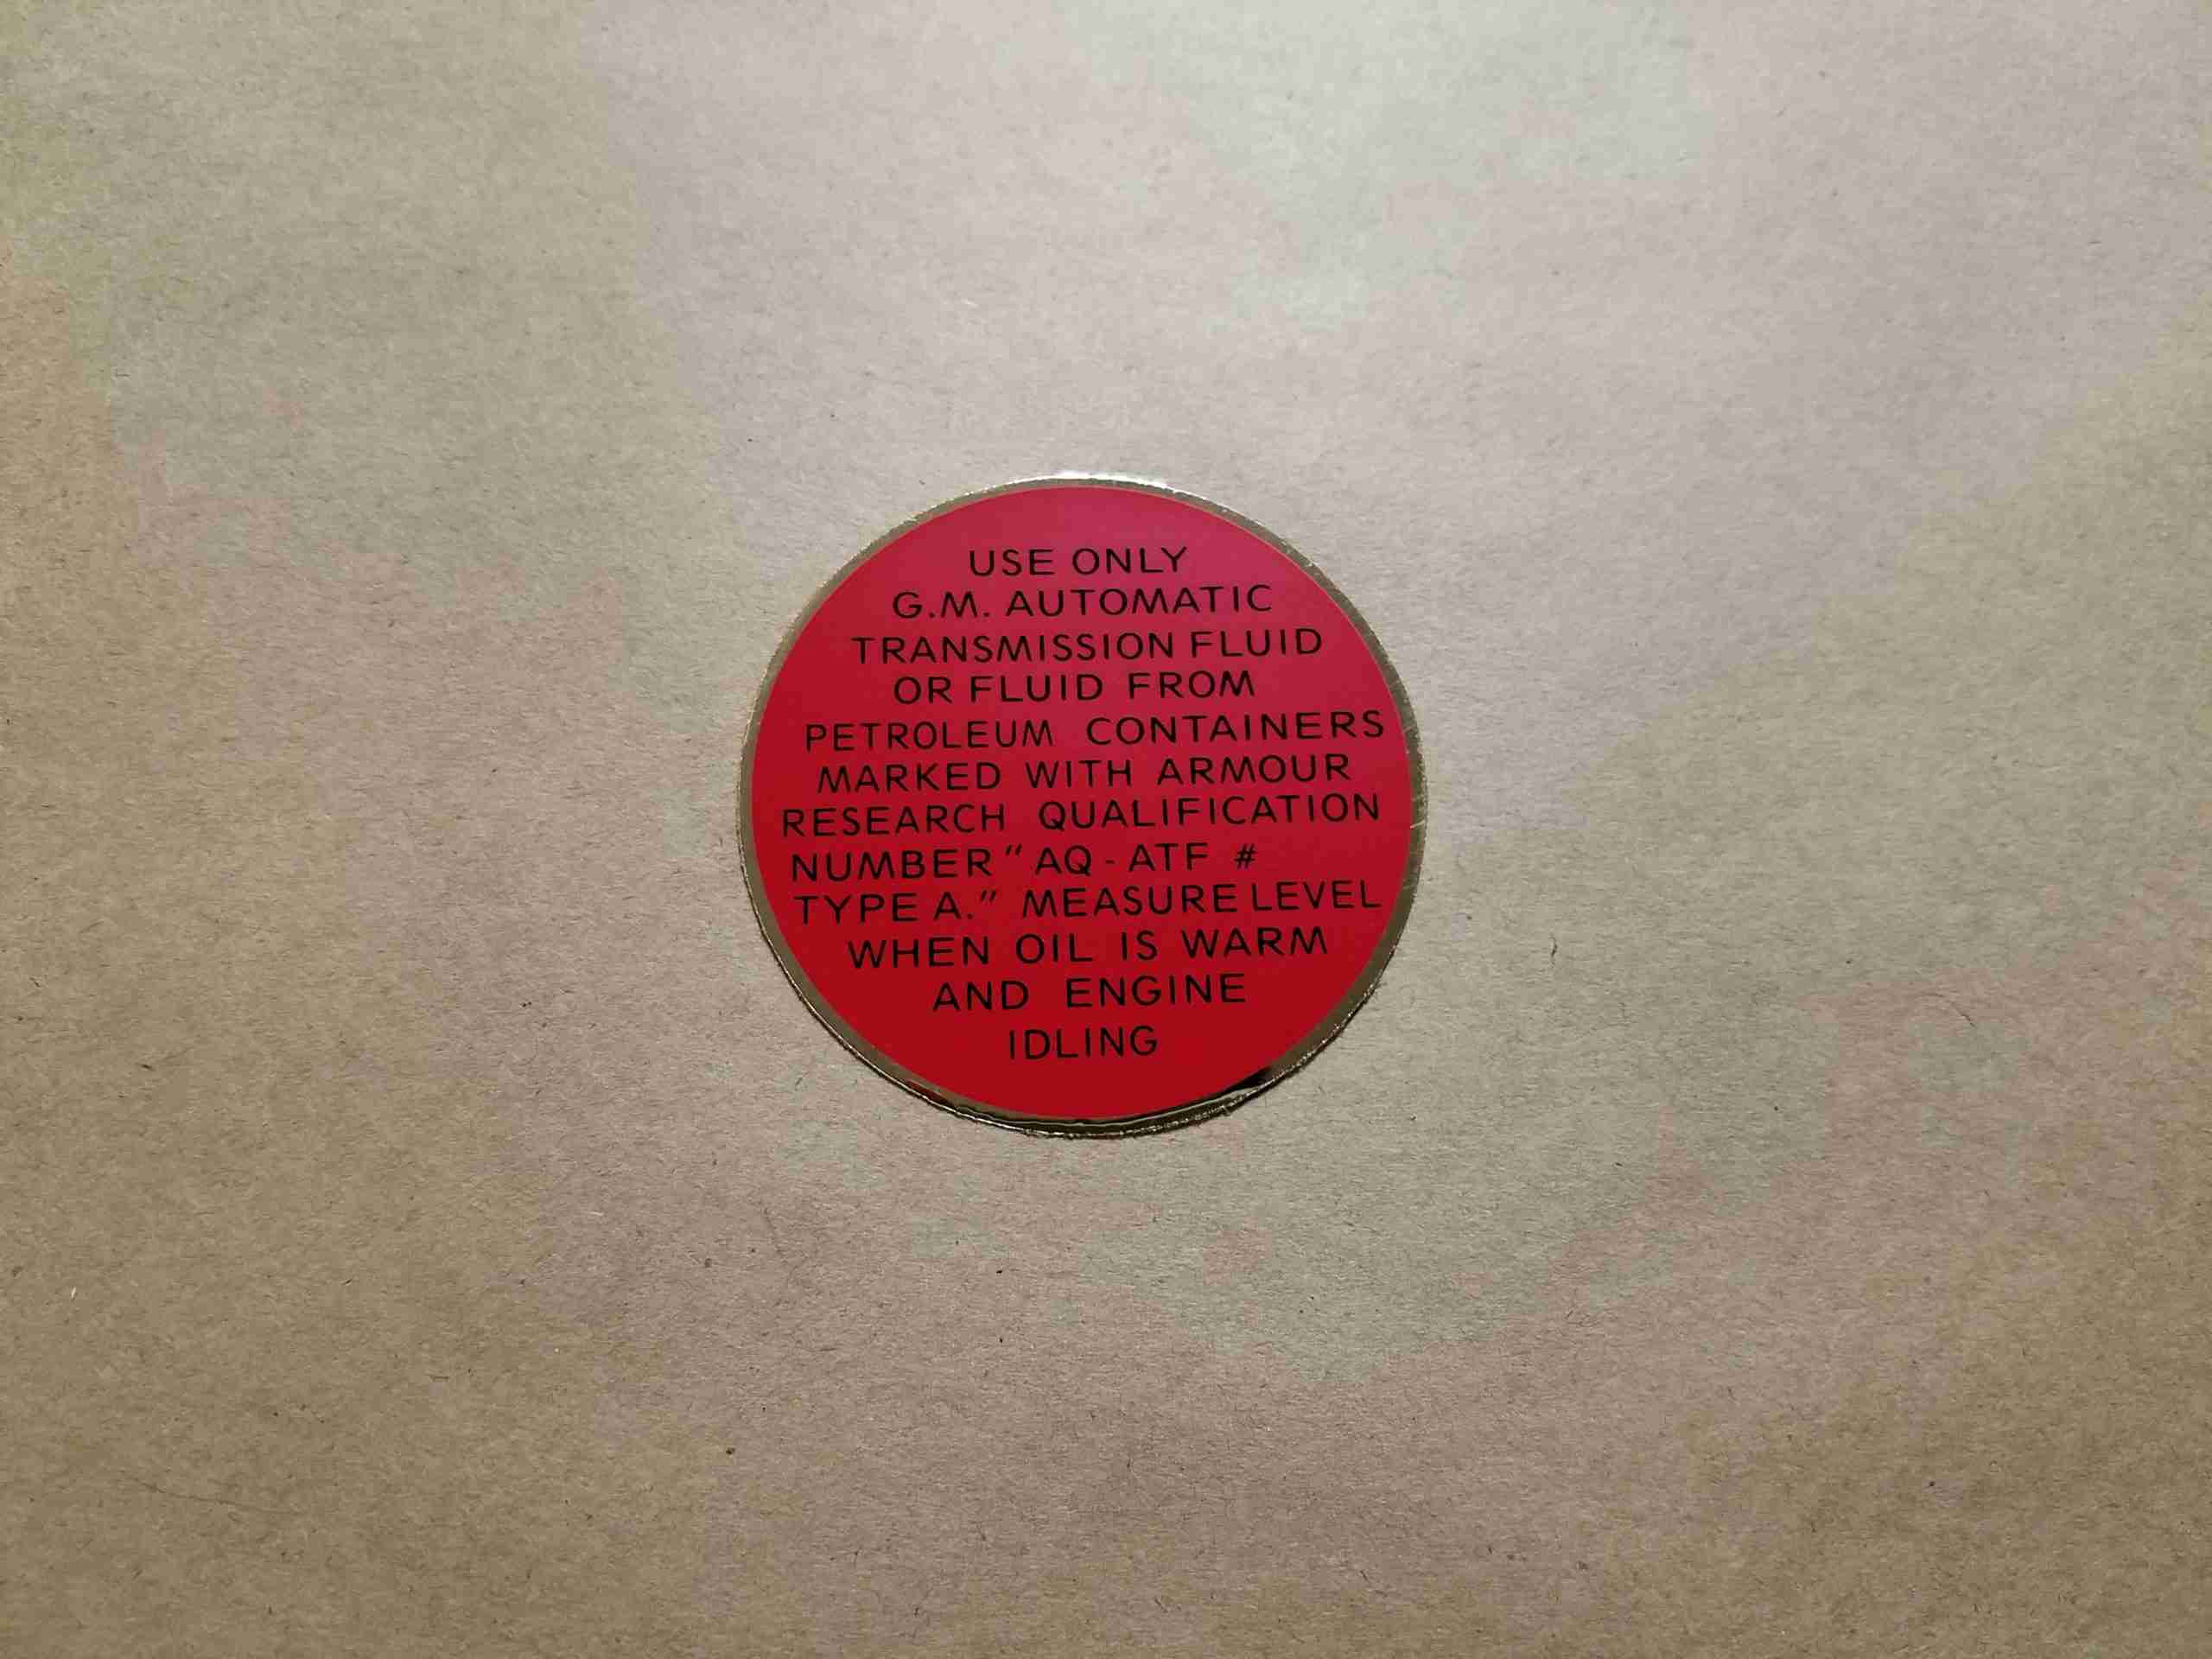 USE ONLY
G.M. AUTOMATIC
TRANSMISSION FLUID
OR FLUID FROM
PETROLEUM CONTAINERS
MARKED WITH ARMOUR
RESEARCH QUALIFICATION
NUMBER "AQ-ATF #
TYPE A." MEASURE LEVEL
WHEN OIL IS WARM
AND ENGINE
IDLING